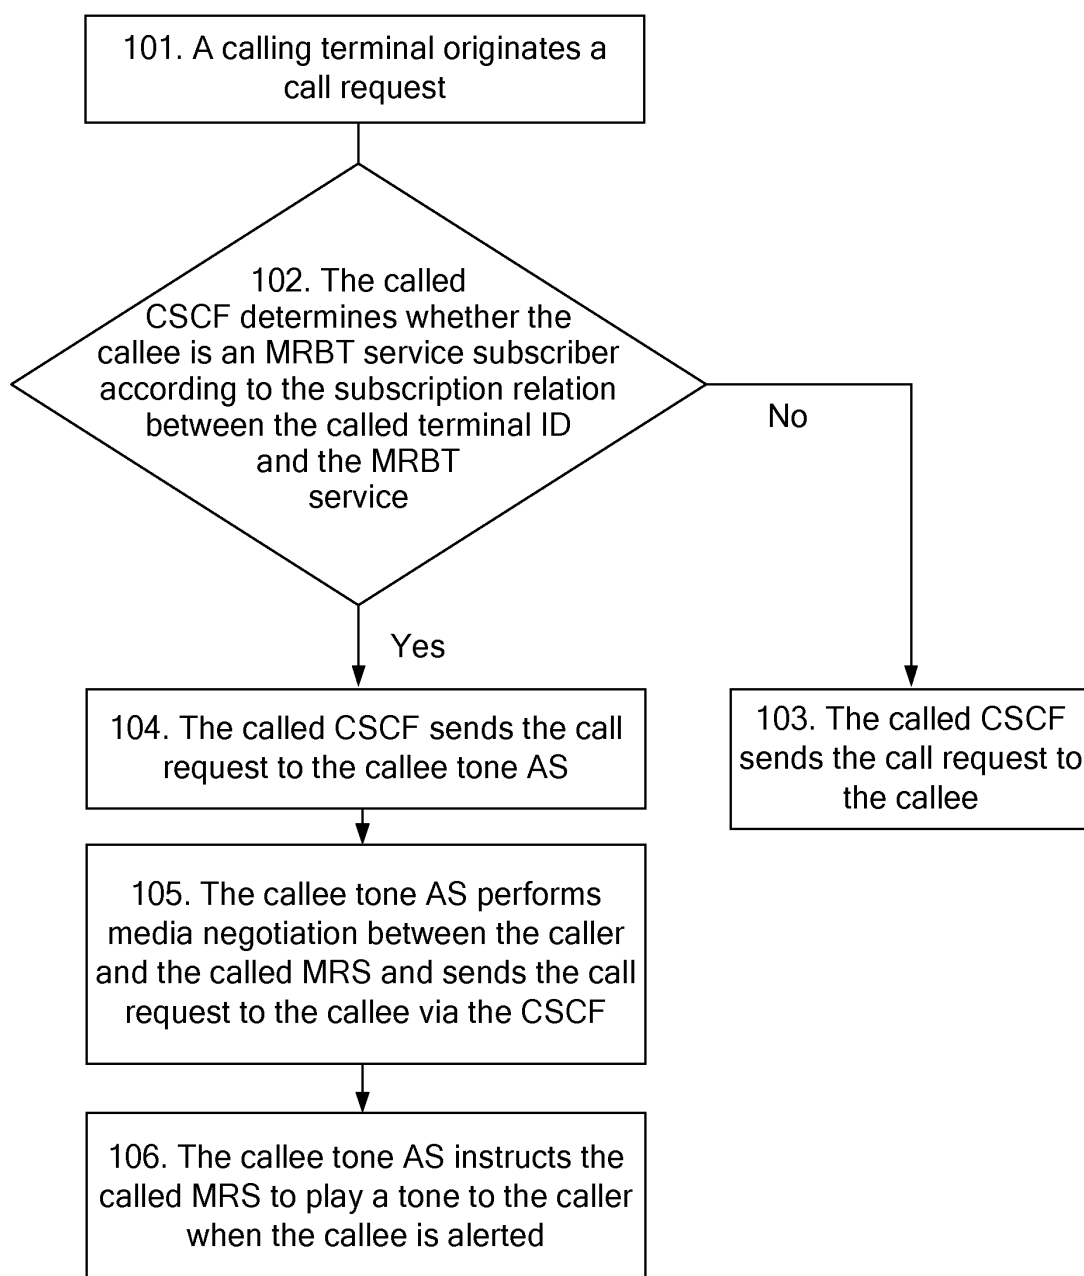 101. A calling terminal originates a
call request
102. The called
CSCF determines whether the
callee is an MRBT service subscriber
according to the subscription relation
between the called terminal ID
and the MRBT
service
No
Yes
104. The called CSCF sends the call
request to the callee tone AS
103. The called CSCF
sends the call request to
the callee
105. The callee tone AS performs
media negotiation between the caller
and the called MRS and sends the call
request to the callee via the CSCF
106. The callee tone AS instructs the
called MRS to play a tone to the caller
when the callee is alerted